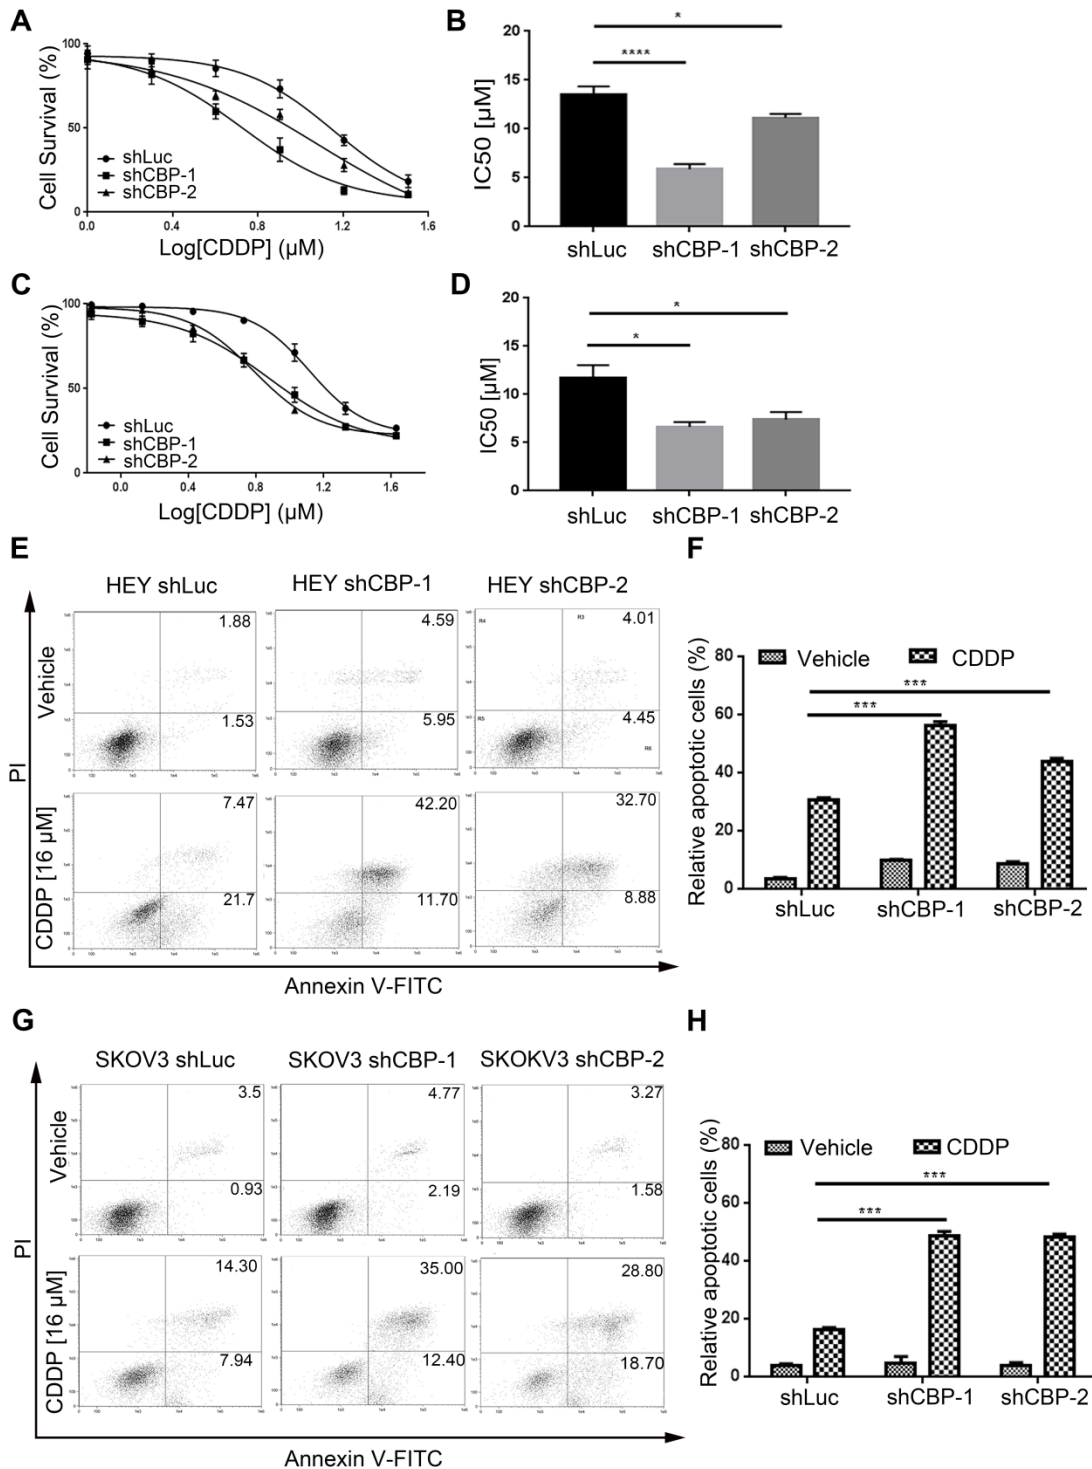 A
Cell Survival (%)
100
50
0
shLuc
shCBP-1
shCBP-2
0.0 0.4 0.8 1.2 1.6
Log[CDDP] (µM)
B
IC50 [µM]
20
15
10
5
0
*
****
shLuc shCBP-1 shCBP-2
C
Cell Survival (%)
100
50
0
shLuc
shCBP-1
shCBP-2
0.0 0.4 0.8 1.2 1.6
Log[CDDP] (µM)
D
IC50 [µM]
20
15
10
5
0
*
*
shLuc shCBP-1 shCBP-2
E
HEY shLuc HEY shCBP-1 HEY shCBP-2
Vehicle
1.88 4.59 4.01
R4 R3
1.53 5.95 4.45
R5 R6
PI
CDDP [16 µM]
7.47 42.20 32.70
21.7 11.70 8.88
Annexin V-FITC
F
Relative apoptotic cells (%)
80
60
40
20
0
Vehicle CDDP
***
***
shLuc shCBP-1 shCBP-2
G
SKOV3 shLuc SKOV3 shCBP-1 SKOKV3 shCBP-2
Vehicle
3.5 4.77 3.27
0.93 2.19 1.58
PI
CDDP [16 µM]
14.30 35.00 28.80
7.94 12.40 18.70
Annexin V-FITC
H
Relative apoptotic cells (%)
80
60
40
20
0
Vehicle CDDP
***
***
shLuc shCBP-1 shCBP-2